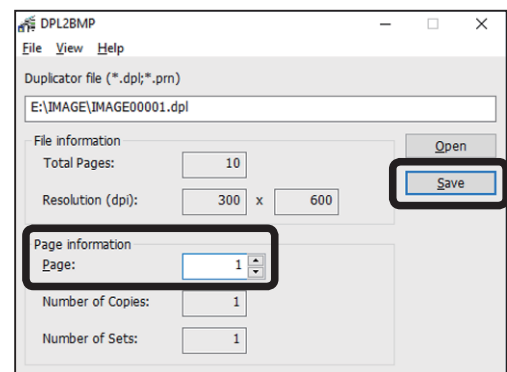 DPL2BMP
File View Help
Duplicator file (*.dpl;*.prn)
E:\IMAGE\IMAGE00001.dpl
File information
Open
Total Pages: 10
Save
Resolution (dpi): 300 x 600
Page information
Page: 1
Number of Copies: 1
Number of Sets: 1